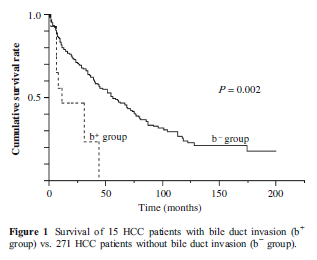 Cumulative survival rate
1.0
0.5
P = 0.002
b⁺ group
b⁻group
0
50
100
150
200
Time (months)
Figure 1 Survival of 15 HCC patients with bile duct invasion (b⁺
group) vs. 271 HCC patients without bile duct invasion (b⁻ group).